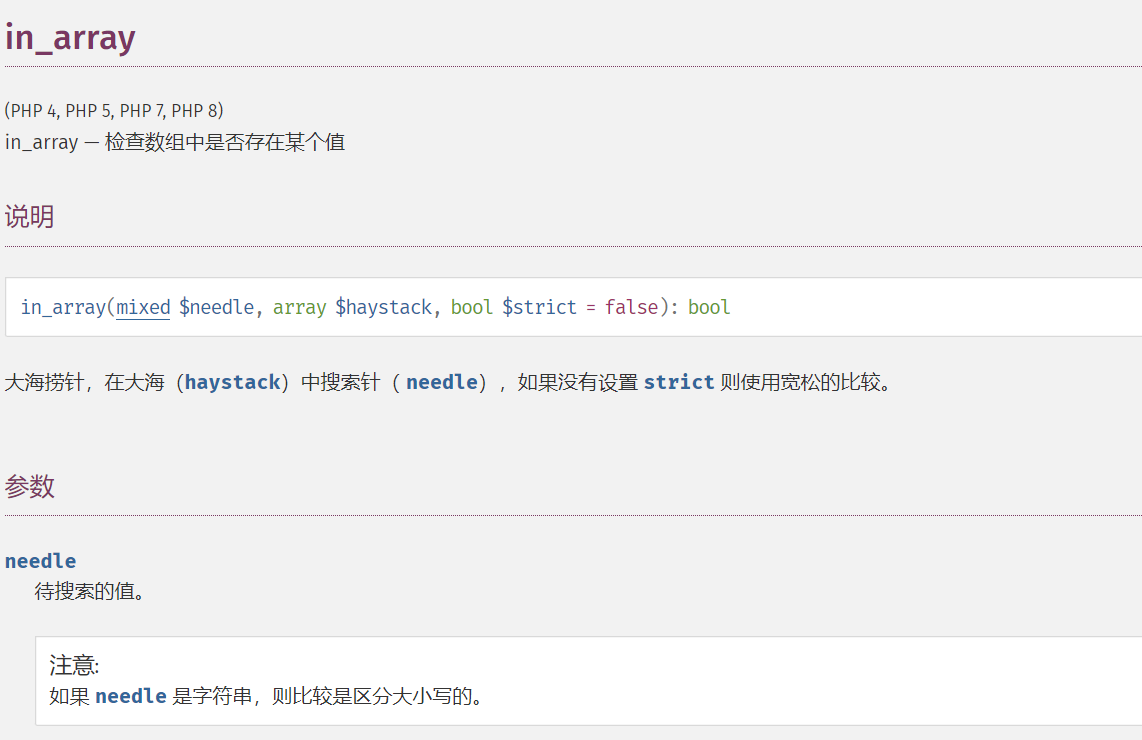 in_array
(PHP 4, PHP 5, PHP 7, PHP 8)
in_array — 检查数组中是否存在某个值
说明
in_array(mixed $needle, array $haystack, bool $strict = false): bool
大海捞针，在大海（haystack）中搜索针（ needle），如果没有设置 strict 则使用宽松的比较。
参数
needle
待搜索的值。
注意:
如果 needle 是字符串，则比较是区分大小写的。